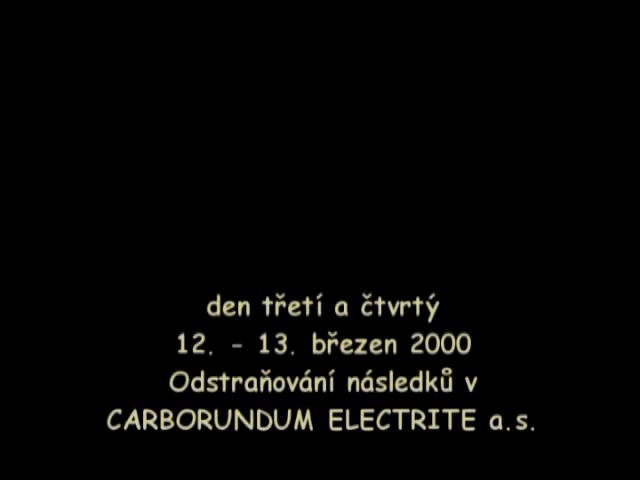 den třetí a čtvrtý
12. - 13. březen 2000
Odstraňování následků v
CARBORUNDUM ELECTRITE a.s.